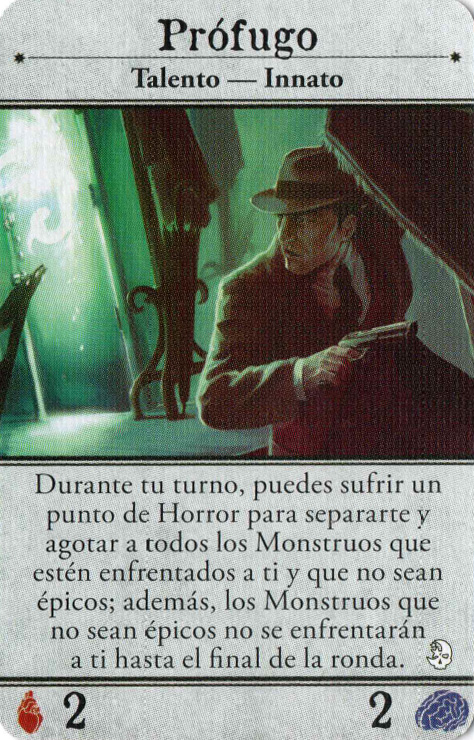 Prófugo
Talento — Innato
Durante tu turno, puedes sufrir un
punto de Horror para separarte y
agotar a todos los Monstruos que
estén enfrentados a ti y que no sean
épicos; además, los Monstruos que
no sean épicos no se enfrentarán
a ti hasta el final de la ronda.
2 2